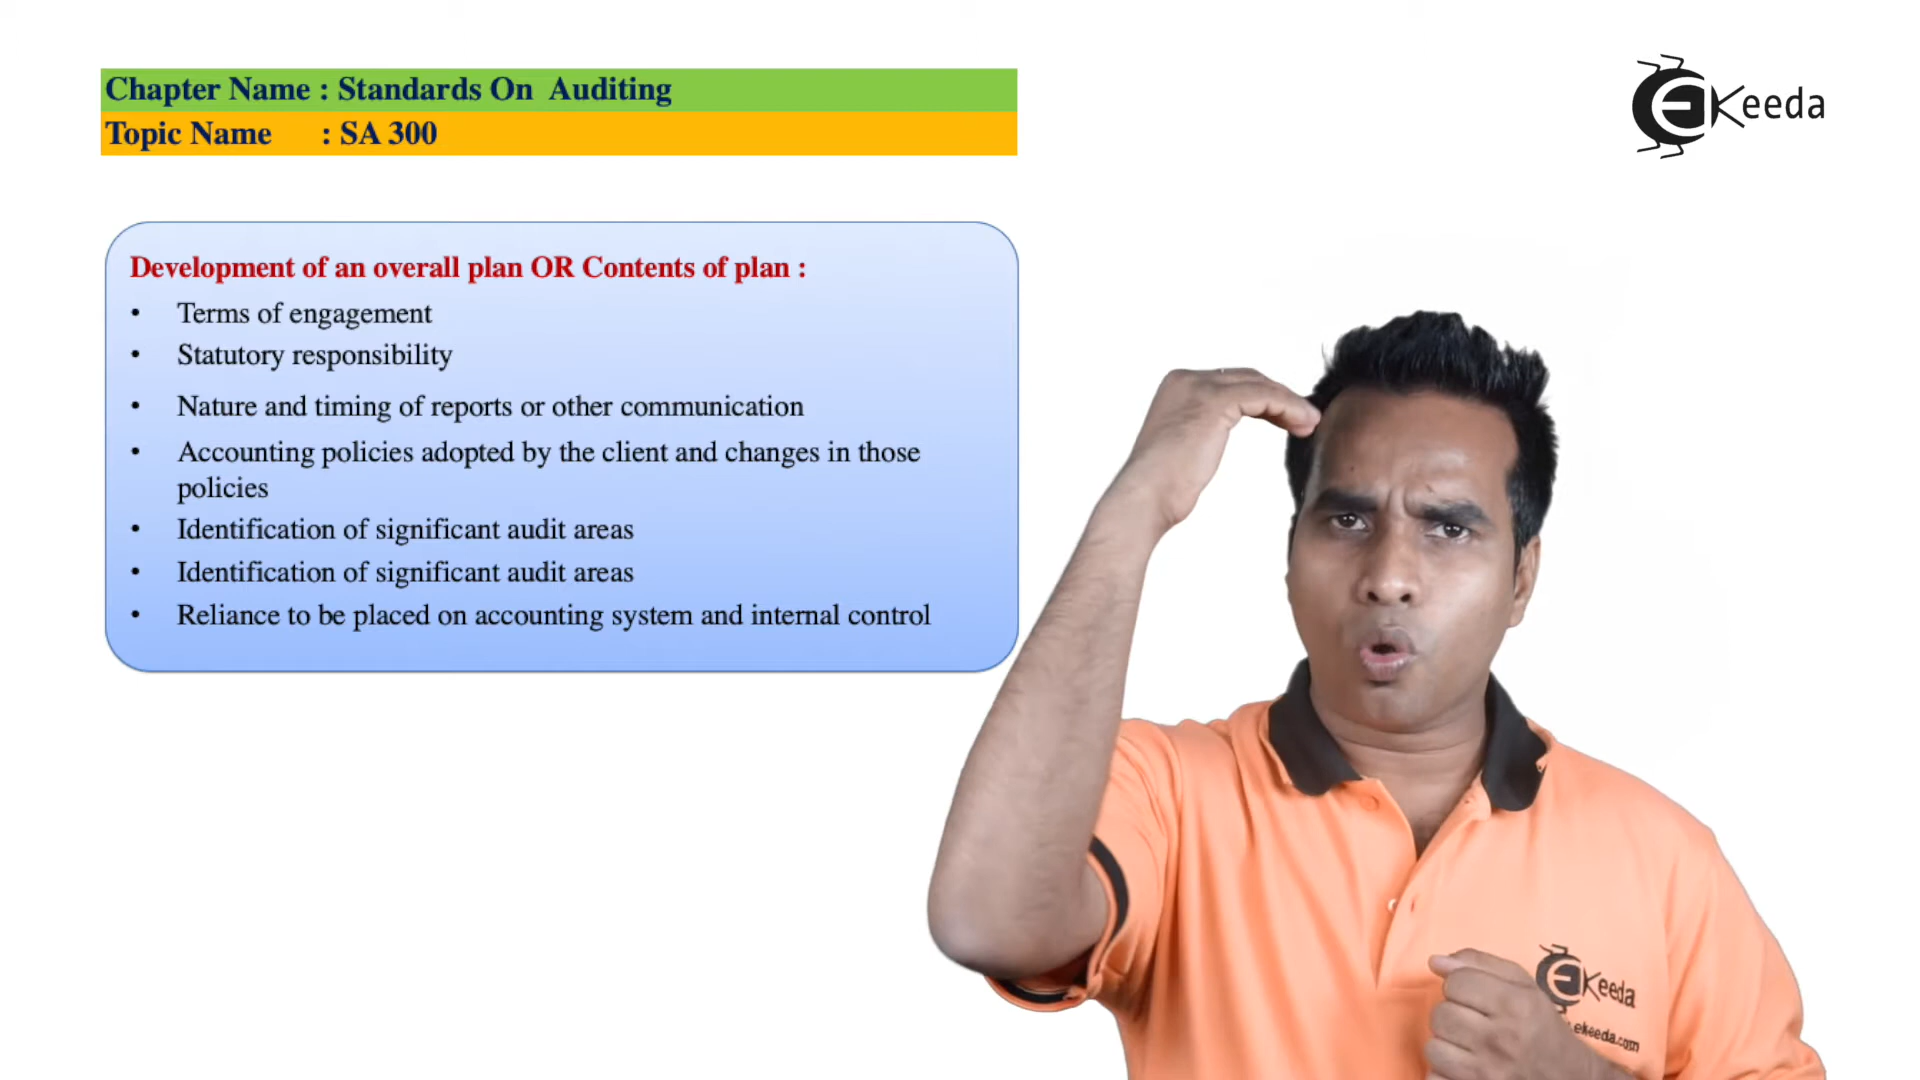 Chapter Name : Standards On Auditing
Topic Name : SA 300
Keeda
Development of an overall plan OR Contents of plan :
• Terms of engagement
• Statutory responsibility
• Nature and timing of reports or other communication
• Accounting policies adopted by the client and changes in those
policies
• Identification of significant audit areas
• Identification of significant audit areas
• Reliance to be placed on accounting system and internal control
Keeda
.ekeeda.com